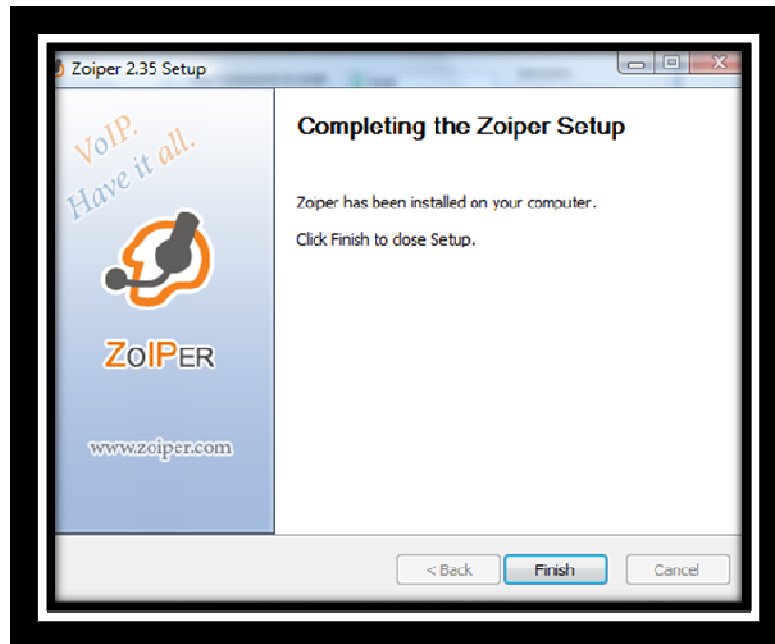 Zoiper 2.35 Setup
VoIP.
Have it all.
ZoIPER
www.zoiper.com
Completing the Zoiper Setup
Zoiper has been installed on your computer.
Click Finish to close Setup.
< Back
Finish
Cancel